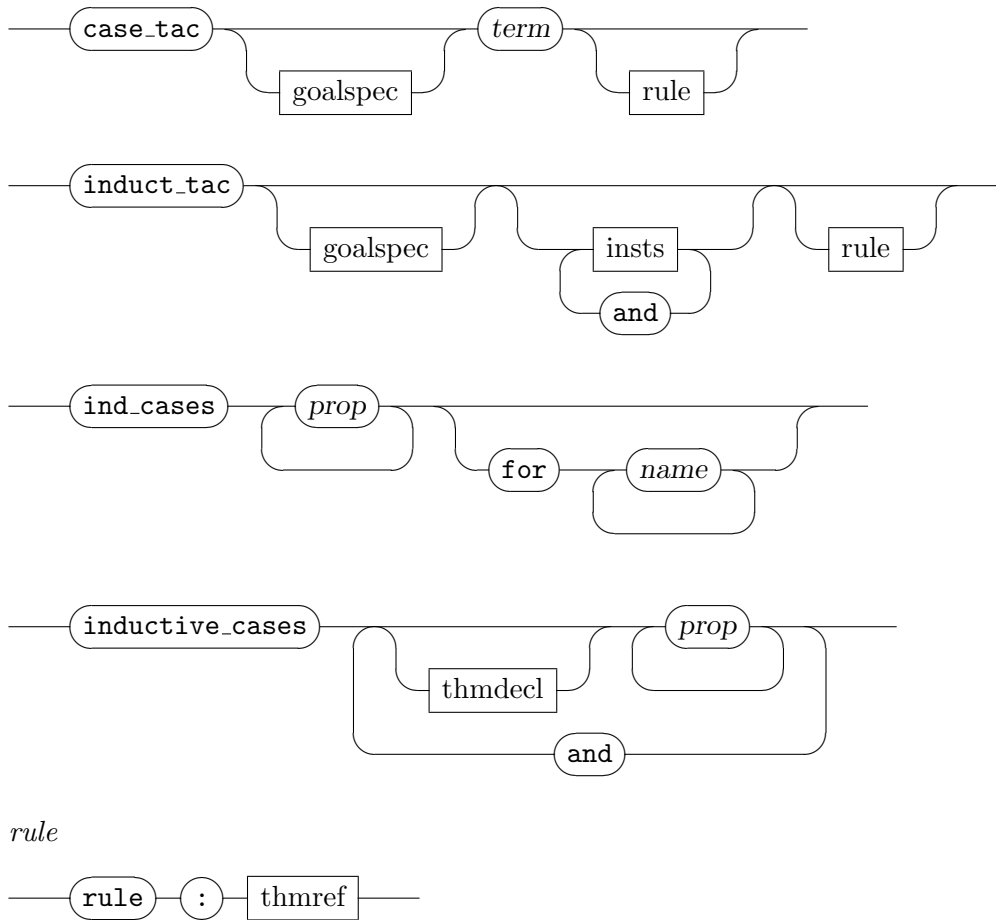 case_tac term
goalspec rule
induct_tac
goalspec insts rule
and
ind_cases prop
for name
inductive_cases prop
thmdecl
and
rule
rule : thmref